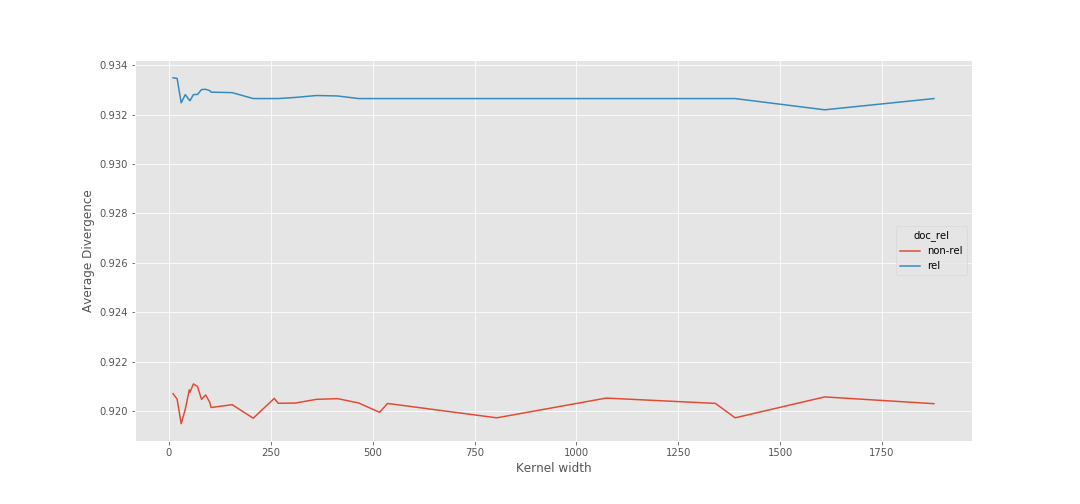 0.934
0.932
0.930
0.928
0.926
0.924
0.922
0.920
Average Divergence
doc_rel
non-rel
rel
0 250 500 750 1000 1250 1500 1750
Kernel width